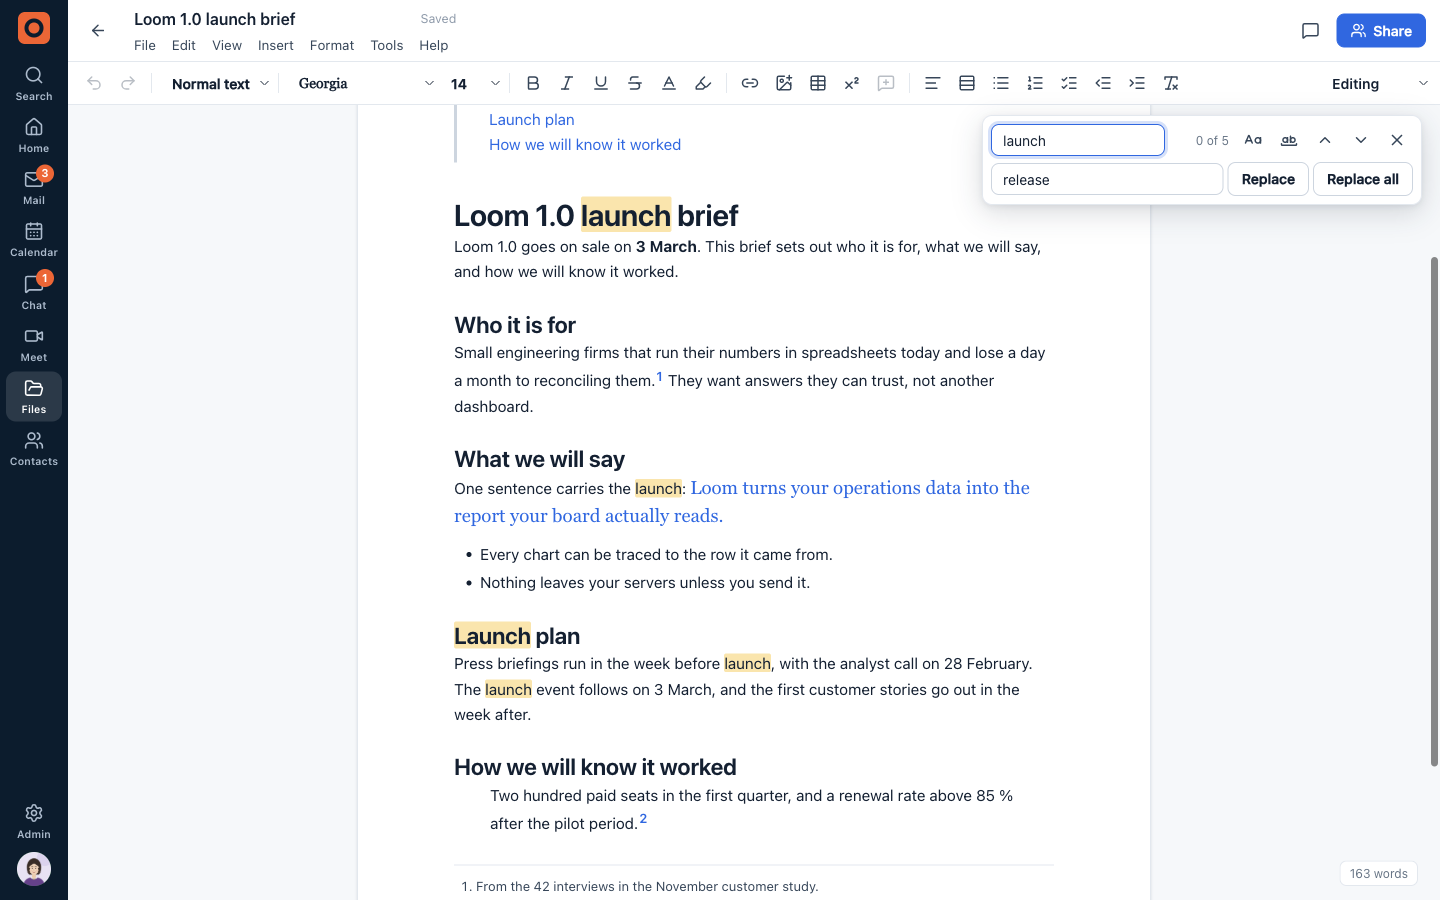 Loom 1.0 launch brief
Saved
File Edit View Insert Format Tools Help
Share
Normal text
Georgia
14
Editing
Search
Home
3
Mail
Calendar
1
Chat
Meet
Files
Contacts
Admin
launch
0 of 5
release
Replace
Replace all
Launch plan
How we will know it worked
Loom 1.0 launch brief
Loom 1.0 goes on sale on 3 March. This brief sets out who it is for, what we will say,
and how we will know it worked.
Who it is for
Small engineering firms that run their numbers in spreadsheets today and lose a day
a month to reconciling them.1 They want answers they can trust, not another
dashboard.
What we will say
One sentence carries the launch: Loom turns your operations data into the
report your board actually reads.
• Every chart can be traced to the row it came from.
• Nothing leaves your servers unless you send it.
Launch plan
Press briefings run in the week before launch, with the analyst call on 28 February.
The launch event follows on 3 March, and the first customer stories go out in the
week after.
How we will know it worked
Two hundred paid seats in the first quarter, and a renewal rate above 85 %
after the pilot period.2
1. From the 42 interviews in the November customer study.
163 words